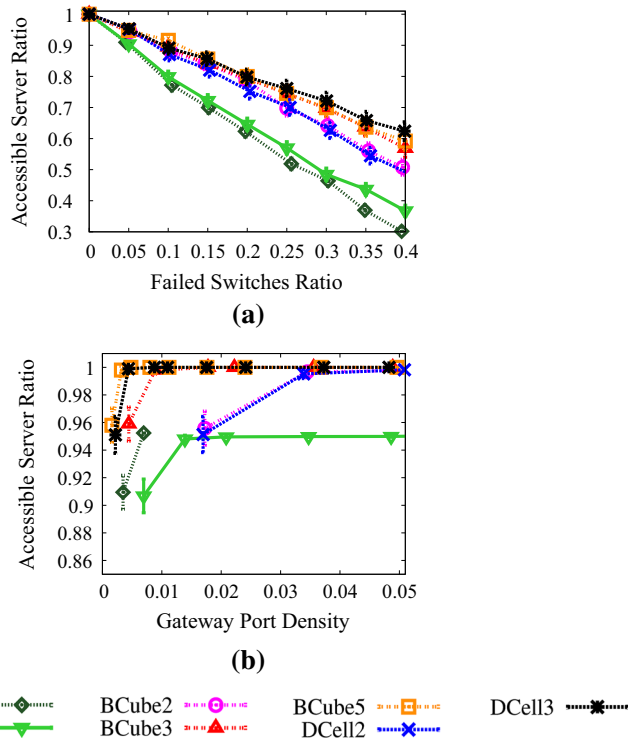 1
0.9
0.8
0.7
0.6
0.5
0.4
0.3
Accessible Server Ratio
0 0.05 0.1 0.15 0.2 0.25 0.3 0.35 0.4
Failed Switches Ratio
(a)
1
0.98
0.96
0.94
0.92
0.9
0.88
0.86
Accessible Server Ratio
0 0.01 0.02 0.03 0.04 0.05
Gateway Port Density
(b)
BCube2 BCube5 DCell3
BCube3 DCell2